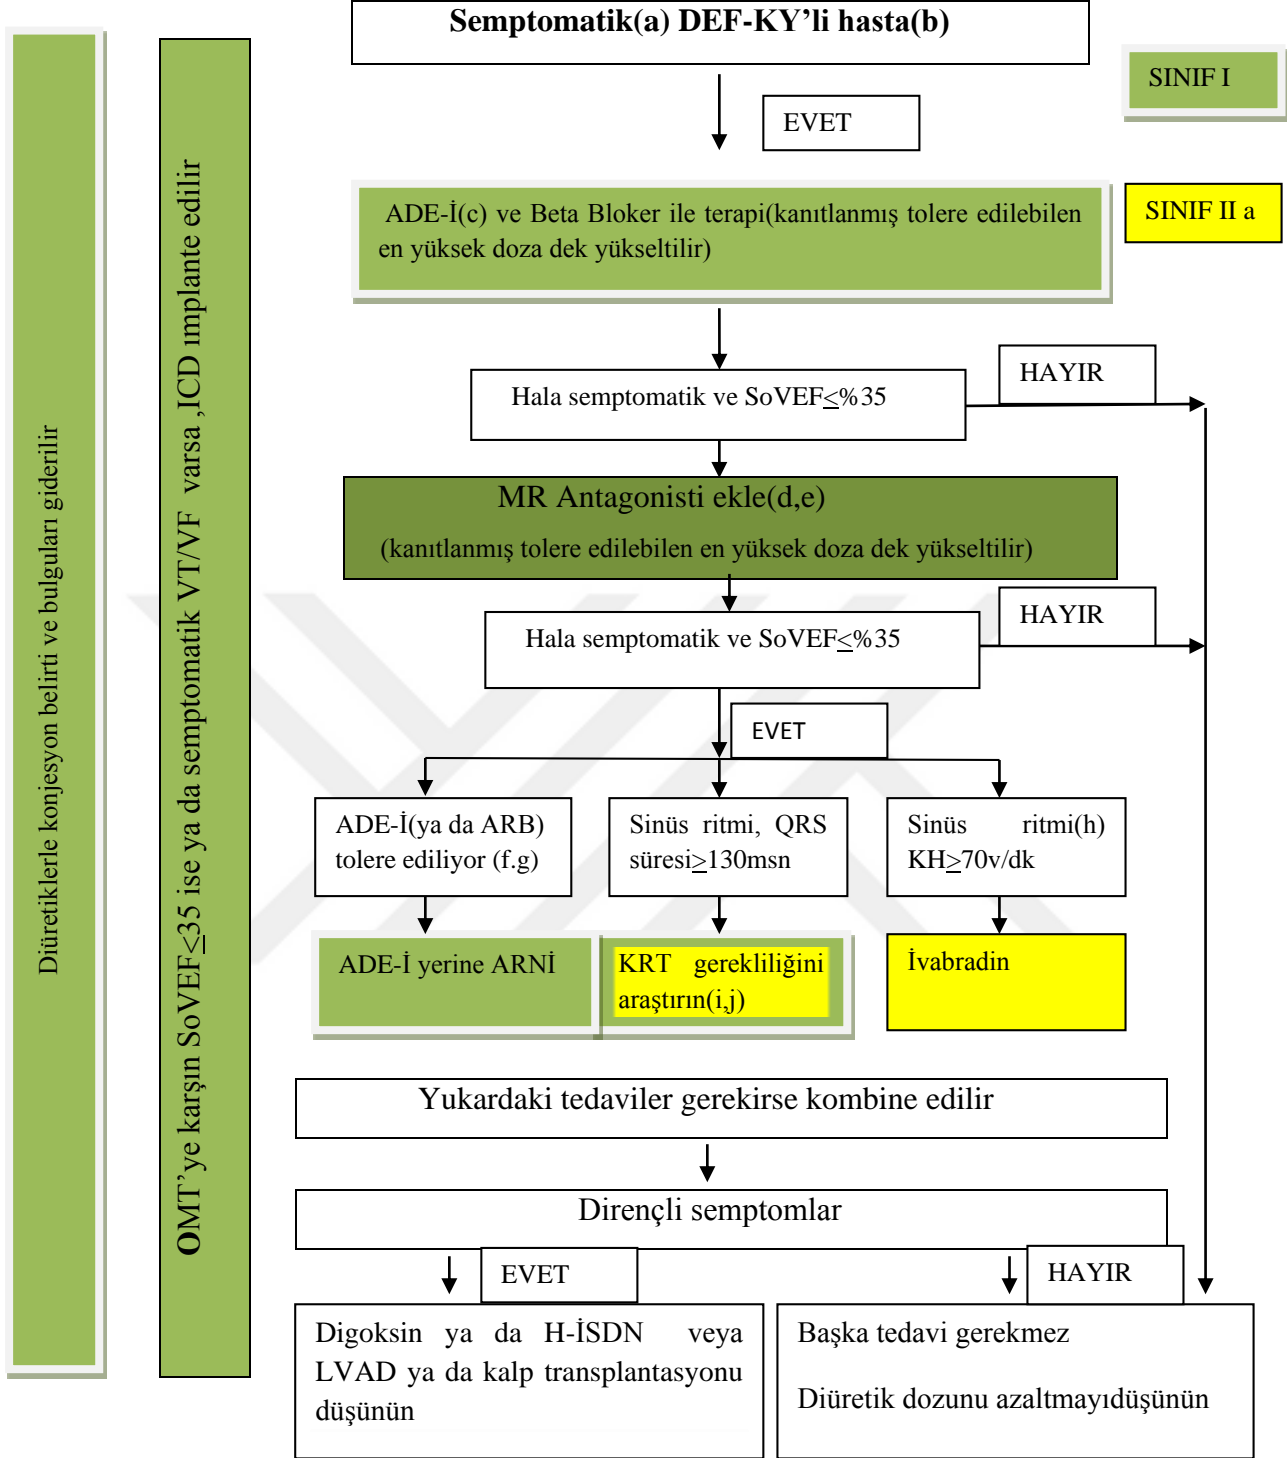 Semptomatik(a) DEF-KY’li hasta(b)
SINIF I
EVET
SINIF II a
ADE-İ(c) ve Beta Bloker ile terapi(kanıtlanmış tolere edilebilen
en yüksek doza dek yükseltilir)
HAYIR
Hala semptomatik ve SoVEF≤%35
MR Antagonisti ekle(d,e)
(kanıtlanmış tolere edilebilen en yüksek doza dek yükseltilir)
HAYIR
Hala semptomatik ve SoVEF≤%35
EVET
ADE-İ(ya da ARB)
tolere ediliyor (f.g)
Sinüs ritmi, QRS
süresi≥130msn
Sinüs ritmi(h)
KH≥70v/dk
ADE-İ yerine ARNİ
KRT gerekliliğini
araştırın(i,j)
İvabradin
Yukardaki tedaviler gerekirse kombine edilir
Dirençli semptomlar
EVET
HAYIR
Digoksin ya da H-İSDN veya
LVAD ya da kalp transplantasyonu
düşünün
Başka tedavi gerekmez
Diüretik dozunu azaltmayıdüşünün
Diüretiklerle konjesyon belirti ve bulguları giderilir
OMT’ye karşın SoVEF≤35 ise ya da semptomatik VT/VF varsa ,ICD ımplante edilir